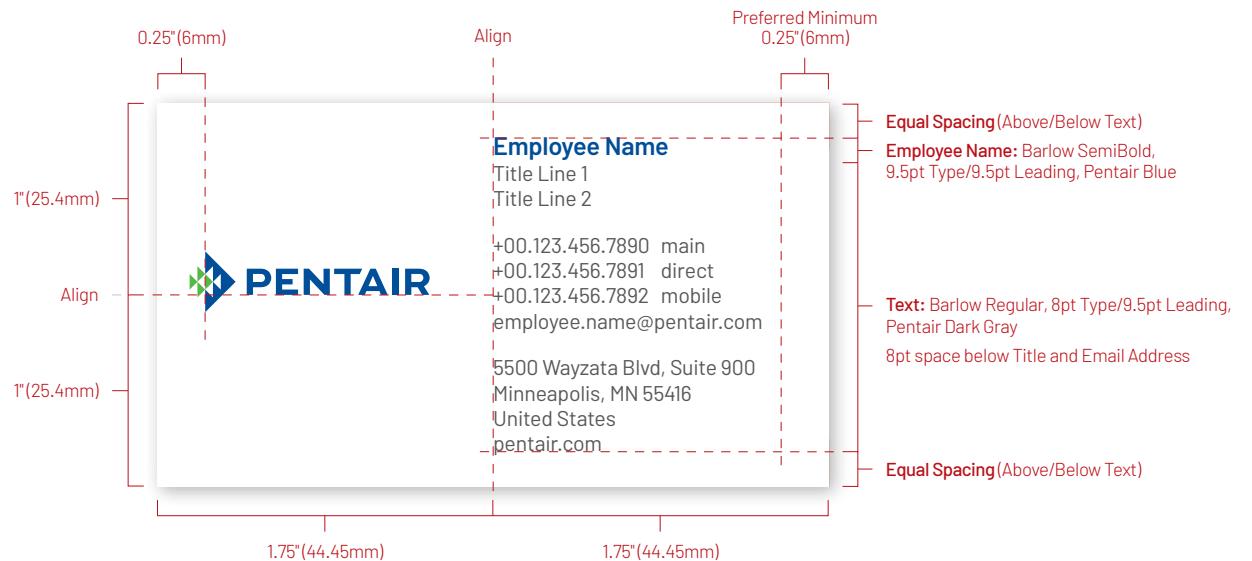 Preferred Minimum
0.25"(6mm)
Align
0.25"(6mm)
Equal Spacing (Above/Below Text)
Employee Name
Employee Name: Barlow SemiBold,
9.5pt Type/9.5pt Leading, Pentair Blue
Title Line 1
Title Line 2
1"(25.4mm)
+00.123.456.7890 main
+00.123.456.7891 direct
+00.123.456.7892 mobile
employee.name@pentair.com
PENTAIR
Align
Text: Barlow Regular, 8pt Type/9.5pt Leading,
Pentair Dark Gray
8pt space below Title and Email Address
5500 Wayzata Blvd, Suite 900
Minneapolis, MN 55416
United States
pentair.com
1"(25.4mm)
Equal Spacing (Above/Below Text)
1.75"(44.45mm)
1.75"(44.45mm)